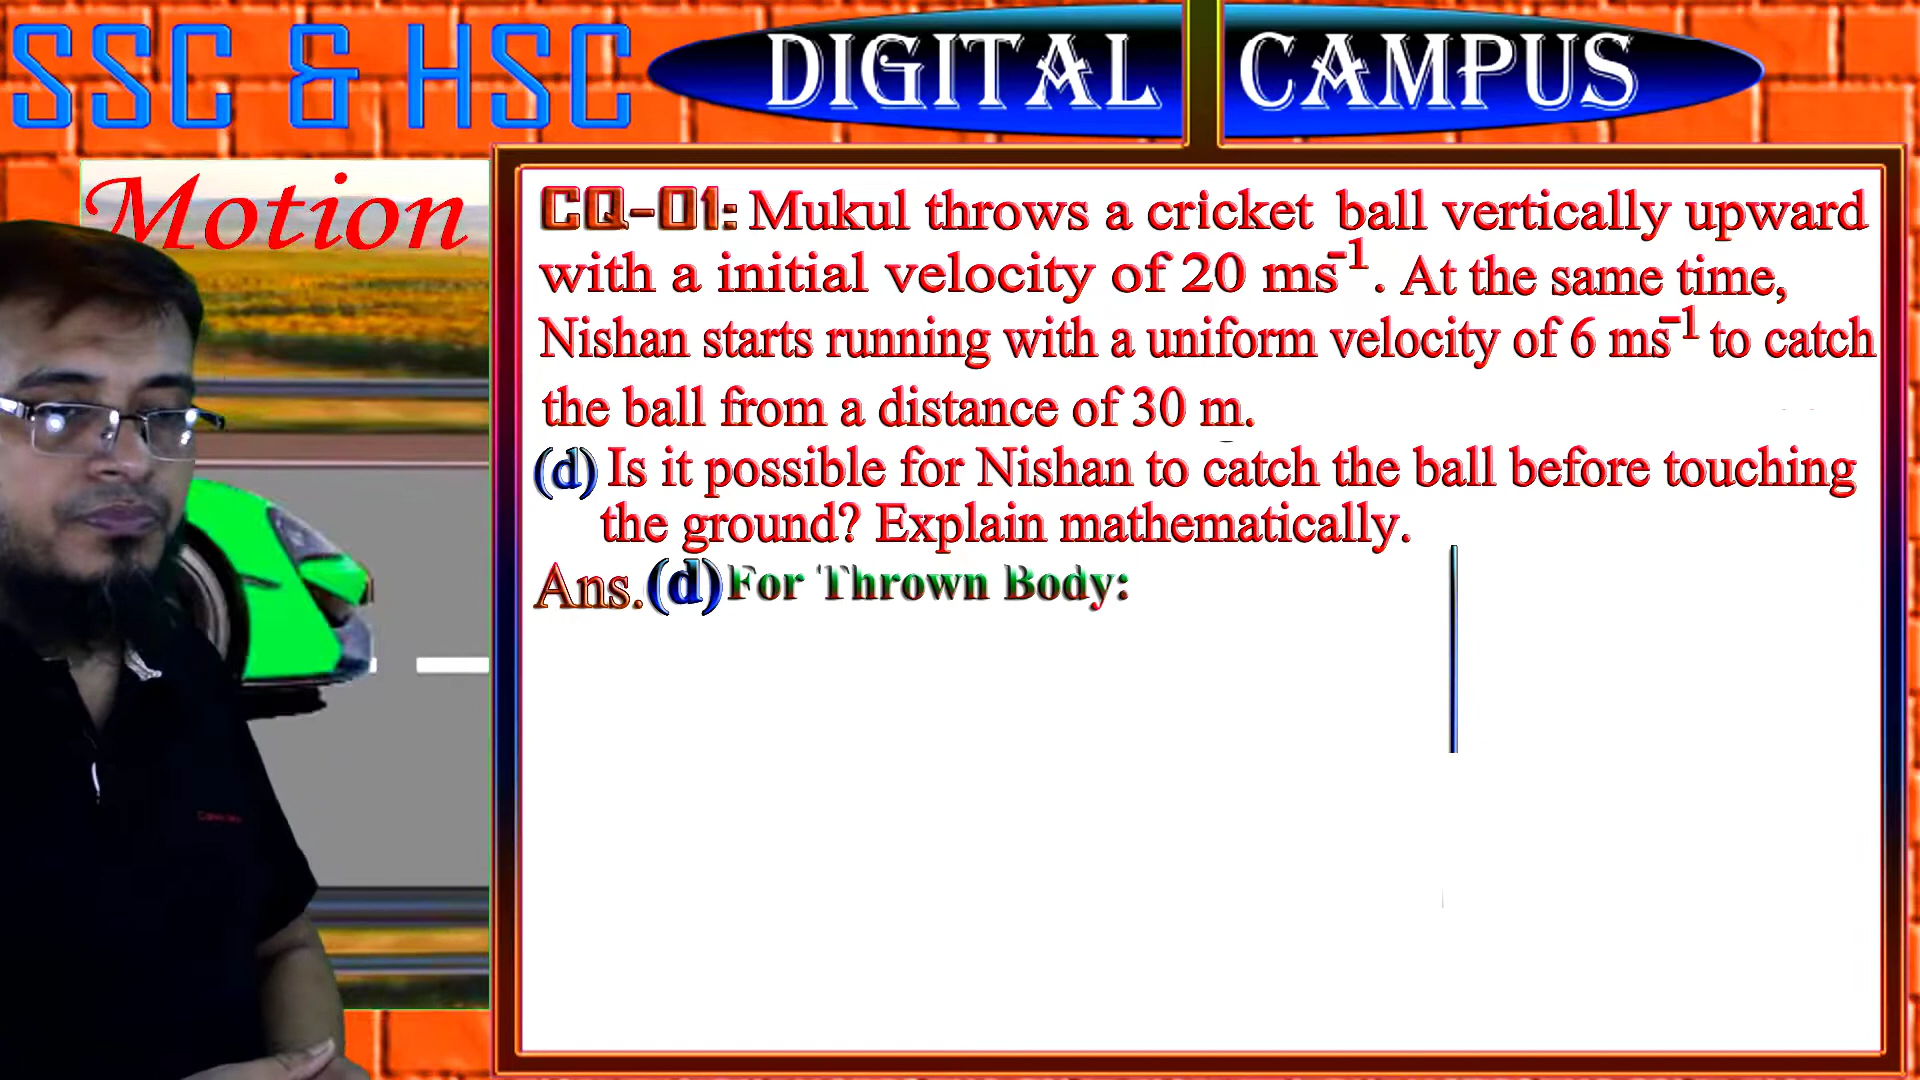 SSC & HSC DIGITAL CAMPUS
Motion
CQ-01: Mukul throws a cricket ball vertically upward
with a initial velocity of 20 ms⁻¹. At the same time,
Nishan starts running with a uniform velocity of 6 ms⁻¹ to catch
the ball from a distance of 30 m.
(d) Is it possible for Nishan to catch the ball before touching
the ground? Explain mathematically.
Ans.(d) For Thrown Body: